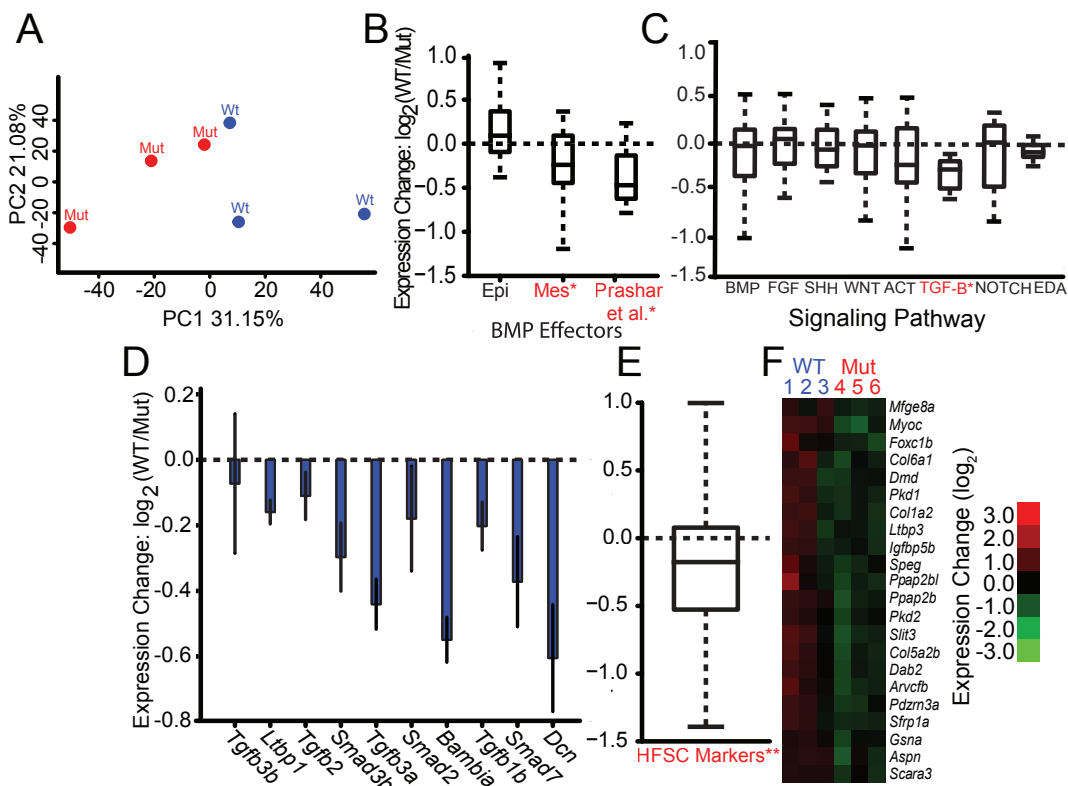 A
PC2 21.08%
-40 -20 0 20 40
Mut
Mut
Mut
Wt
Wt
Wt
-40 -20 0 20 40
PC1 31.15%
B
Expression Change: log2(WT/Mut)
1.0
0.5
0.0
-0.5
-1.0
-1.5
Epi Mes* Prashar
et al.*
BMP Effectors
C
1.0
0.5
0.0
-0.5
-1.0
-1.5
BMP FGF SHH WNT ACT TGF-B* NOTCH EDA
Signaling Pathway
D
Expression Change: log2(WT/Mut)
0.2
0.0
-0.2
-0.4
-0.6
-0.8
Tgfb3b Ltbp1 Tgfb2 Smad3b Tgfb3a Smad2 Bambia Tgfb1b Smad7 Dcn
E
1.0
0.5
0.0
-0.5
-1.0
-1.5
HFSC Markers**
F
WT Mut
1 2 3 4 5 6
Mfge8a
Myoc
Foxc1b
Col6a1
Dmd
Pkd1
Col1a2
Ltbp3
Igfbp5b
Speg
Ppap2bl
Ppap2b
Pkd2
Slit3
Col5a2b
Dab2
Arvcfb
Pdzrn3a
Sfrp1a
Gsna
Aspn
Scara3
Expression Change (log2)
3.0
2.0
1.0
0.0
-1.0
-2.0
-3.0